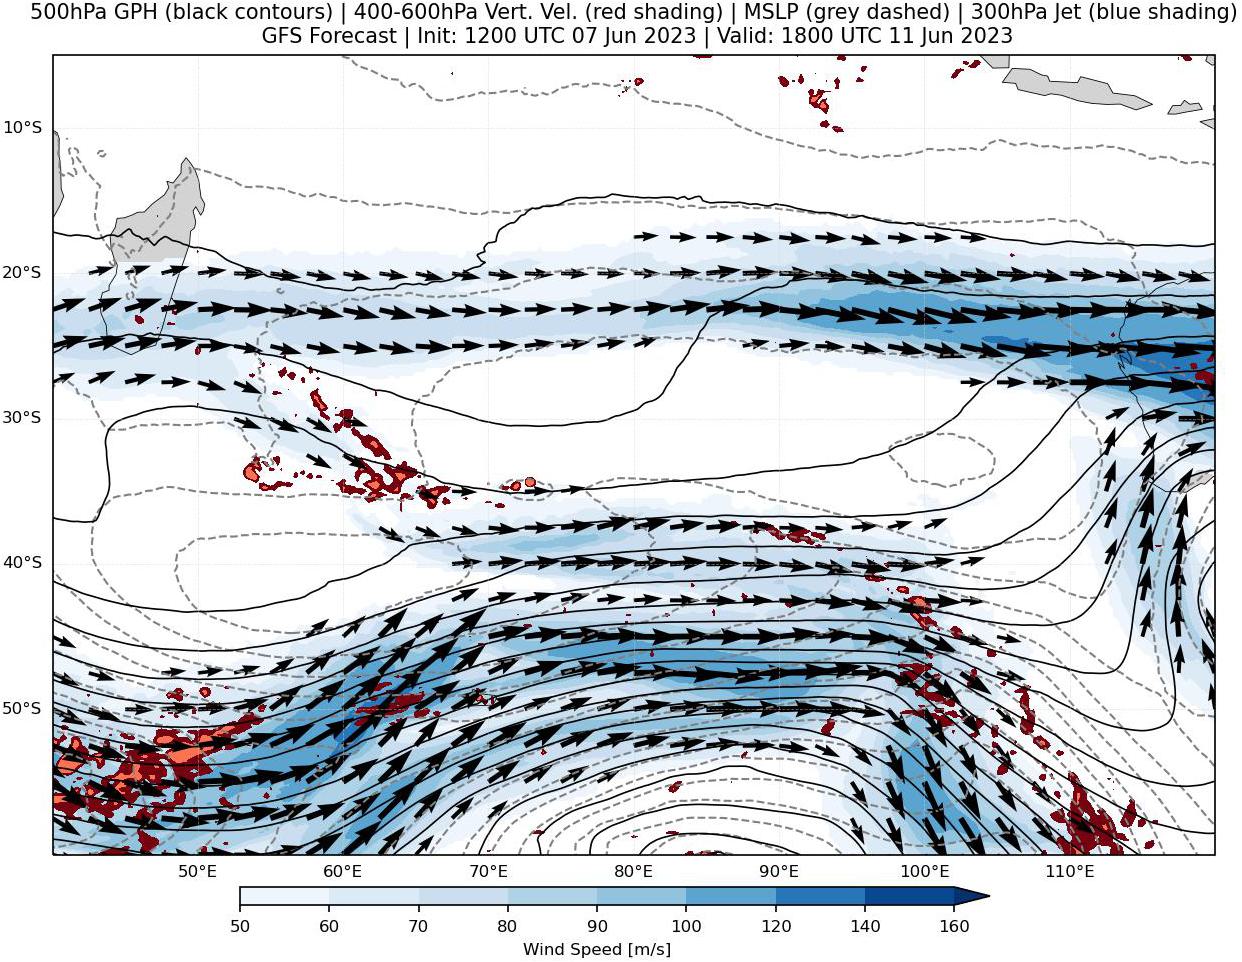 500hPa GPH (black contours) | 400-600hPa Vert. Vel. (red shading) | MSLP (grey dashed) | 300hPa Jet (blue shading)
GFS Forecast | Init: 1200 UTC 07 Jun 2023 | Valid: 1800 UTC 11 Jun 2023
10°S
20°S
30°S
40°S
50°S
50°E 60°E 70°E 80°E 90°E 100°E 110°E
50 60 70 80 90 100 120 140 160
Wind Speed [m/s]